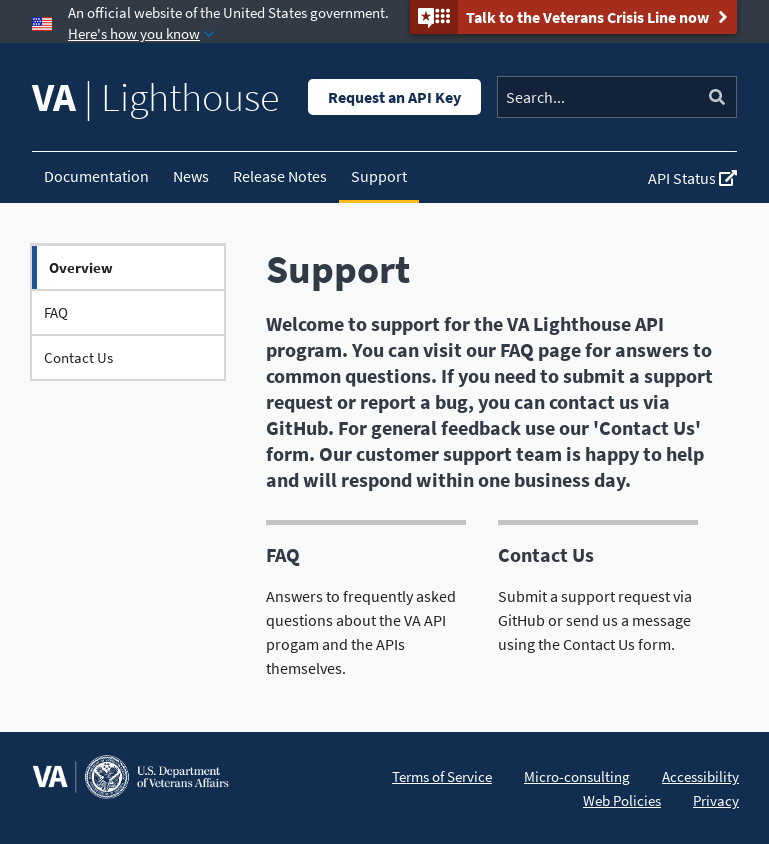 An official website of the United States government.
Here's how you know
Talk to the Veterans Crisis Line now
VA | Lighthouse
Request an API Key
Search...
Documentation
News
Release Notes
Support
API Status
Overview
FAQ
Contact Us
Support
Welcome to support for the VA Lighthouse API
program. You can visit our FAQ page for answers to
common questions. If you need to submit a support
request or report a bug, you can contact us via
GitHub. For general feedback use our 'Contact Us'
form. Our customer support team is happy to help
and will respond within one business day.
FAQ
Answers to frequently asked
questions about the VA API
progam and the APIs
themselves.
Contact Us
Submit a support request via
GitHub or send us a message
using the Contact Us form.
VA
U.S. Department
of Veterans Affairs
Terms of Service
Micro-consulting
Accessibility
Web Policies
Privacy